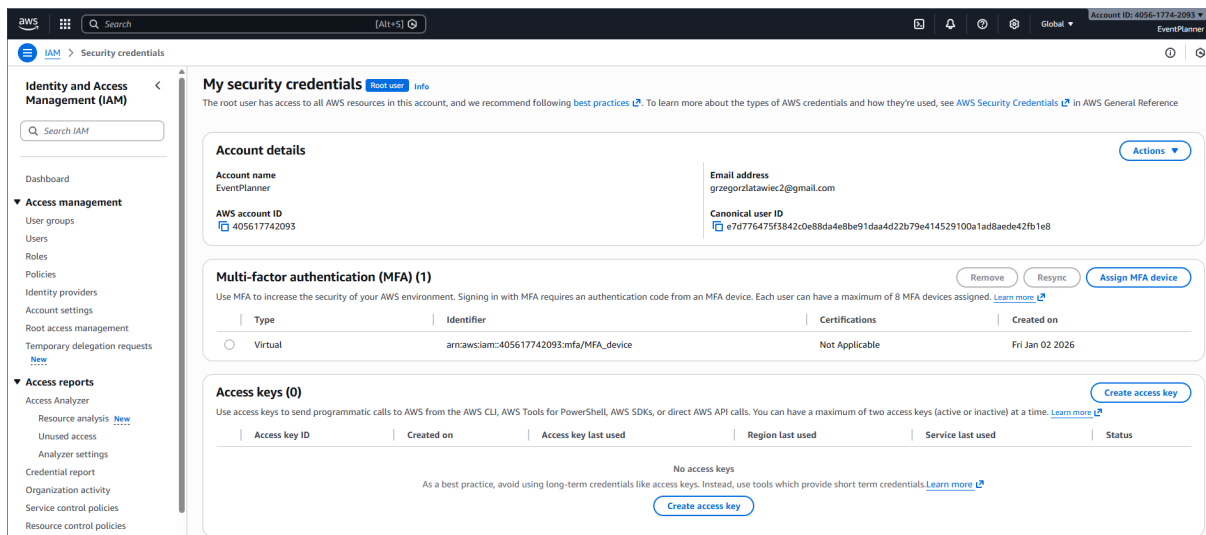 aws
Search
[Alt+S]
Global
Account ID: 4056-1774-2093
EventPlanner
IAM > Security credentials
Identity and Access Management (IAM)
Search IAM
Dashboard
Access management
User groups
Users
Roles
Policies
Identity providers
Account settings
Root access management
Temporary delegation requests
New
Access reports
Access Analyzer
Resource analysis New
Unused access
Analyzer settings
Credential report
Organization activity
Service control policies
Resource control policies
My security credentials Root user Info
The root user has access to all AWS resources in this account, and we recommend following best practices. To learn more about the types of AWS credentials and how they're used, see AWS Security Credentials in AWS General Reference
Account details
Actions
Account name
EventPlanner
Email address
grzegorzlatawiec2@gmail.com
AWS account ID
405617742093
Canonical user ID
e7d776475f3842c0e88da4e8be91daa4d22b79e414529100a1ad8aede42fb1e8
Multi-factor authentication (MFA) (1)
Remove Resync Assign MFA device
Use MFA to increase the security of your AWS environment. Signing in with MFA requires an authentication code from an MFA device. Each user can have a maximum of 8 MFA devices assigned. Learn more
Type Identifier Certifications Created on
Virtual arn:aws:iam::405617742093:mfa/MFA_device Not Applicable Fri Jan 02 2026
Access keys (0)
Create access key
Use access keys to send programmatic calls to AWS from the AWS CLI, AWS Tools for PowerShell, AWS SDKs, or direct AWS API calls. You can have a maximum of two access keys (active or inactive) at a time. Learn more
Access key ID Created on Access key last used Region last used Service last used Status
No access keys
As a best practice, avoid using long-term credentials like access keys. Instead, use tools which provide short term credentials. Learn more
Create access key